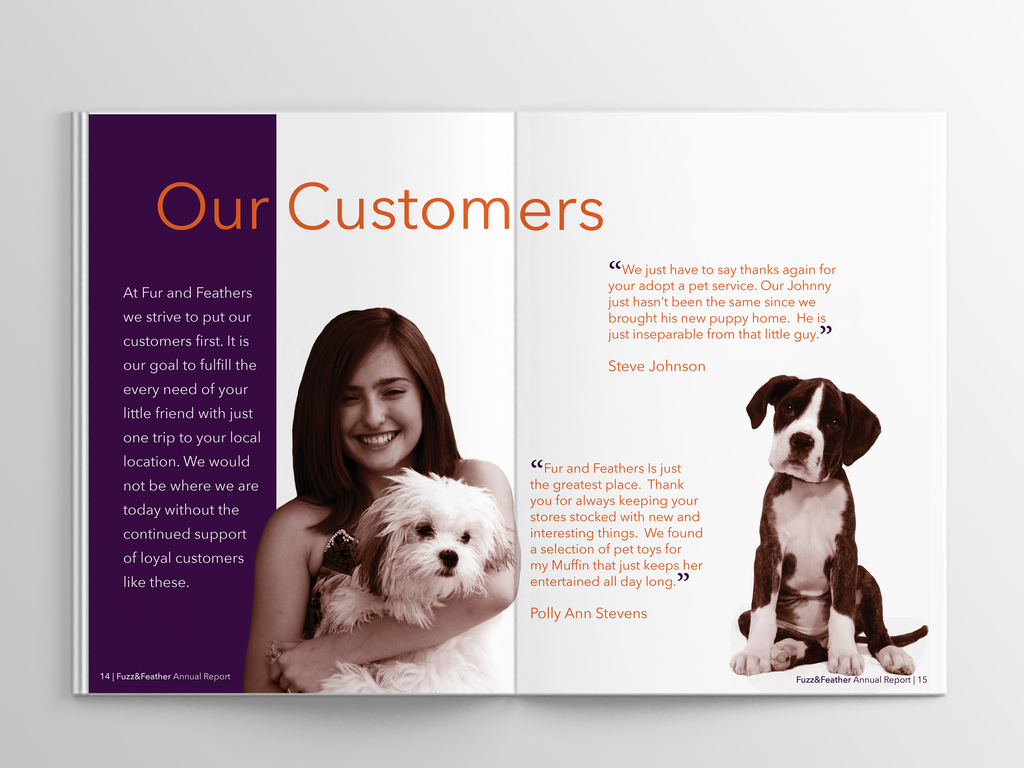 Our Customers
At Fur and Feathers
we strive to put our
customers first. It is
our goal to fulfill the
every need of your
little friend with just
one trip to your local
location. We would
not be where we are
today without the
continued support
of loyal customers
like these.
14 | Fuzz&Feather Annual Report
“We just have to say thanks again for
your adopt a pet service. Our Johnny
just hasn’t been the same since we
brought his new puppy home.  He is
just inseparable from that little guy.”
Steve Johnson
“Fur and Feathers Is just
the greatest place.  Thank
you for always keeping your
stores stocked with new and
interesting things.  We found
a selection of pet toys for
my Muffin that just keeps her
entertained all day long.”
Polly Ann Stevens
Fuzz&Feather Annual Report | 15